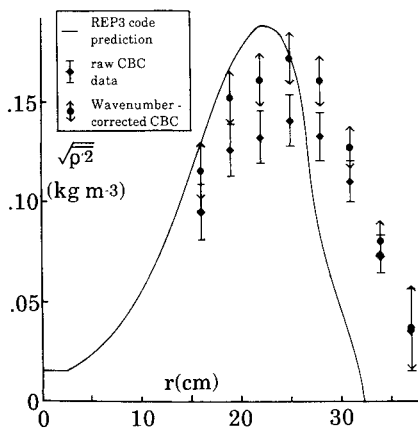 REP3 code
prediction
raw CBC
data
Wavenumber-
corrected CBC
.15
√ρ'²
(kg m-3)
.10
.05
r(cm)
0
0 10 20 30